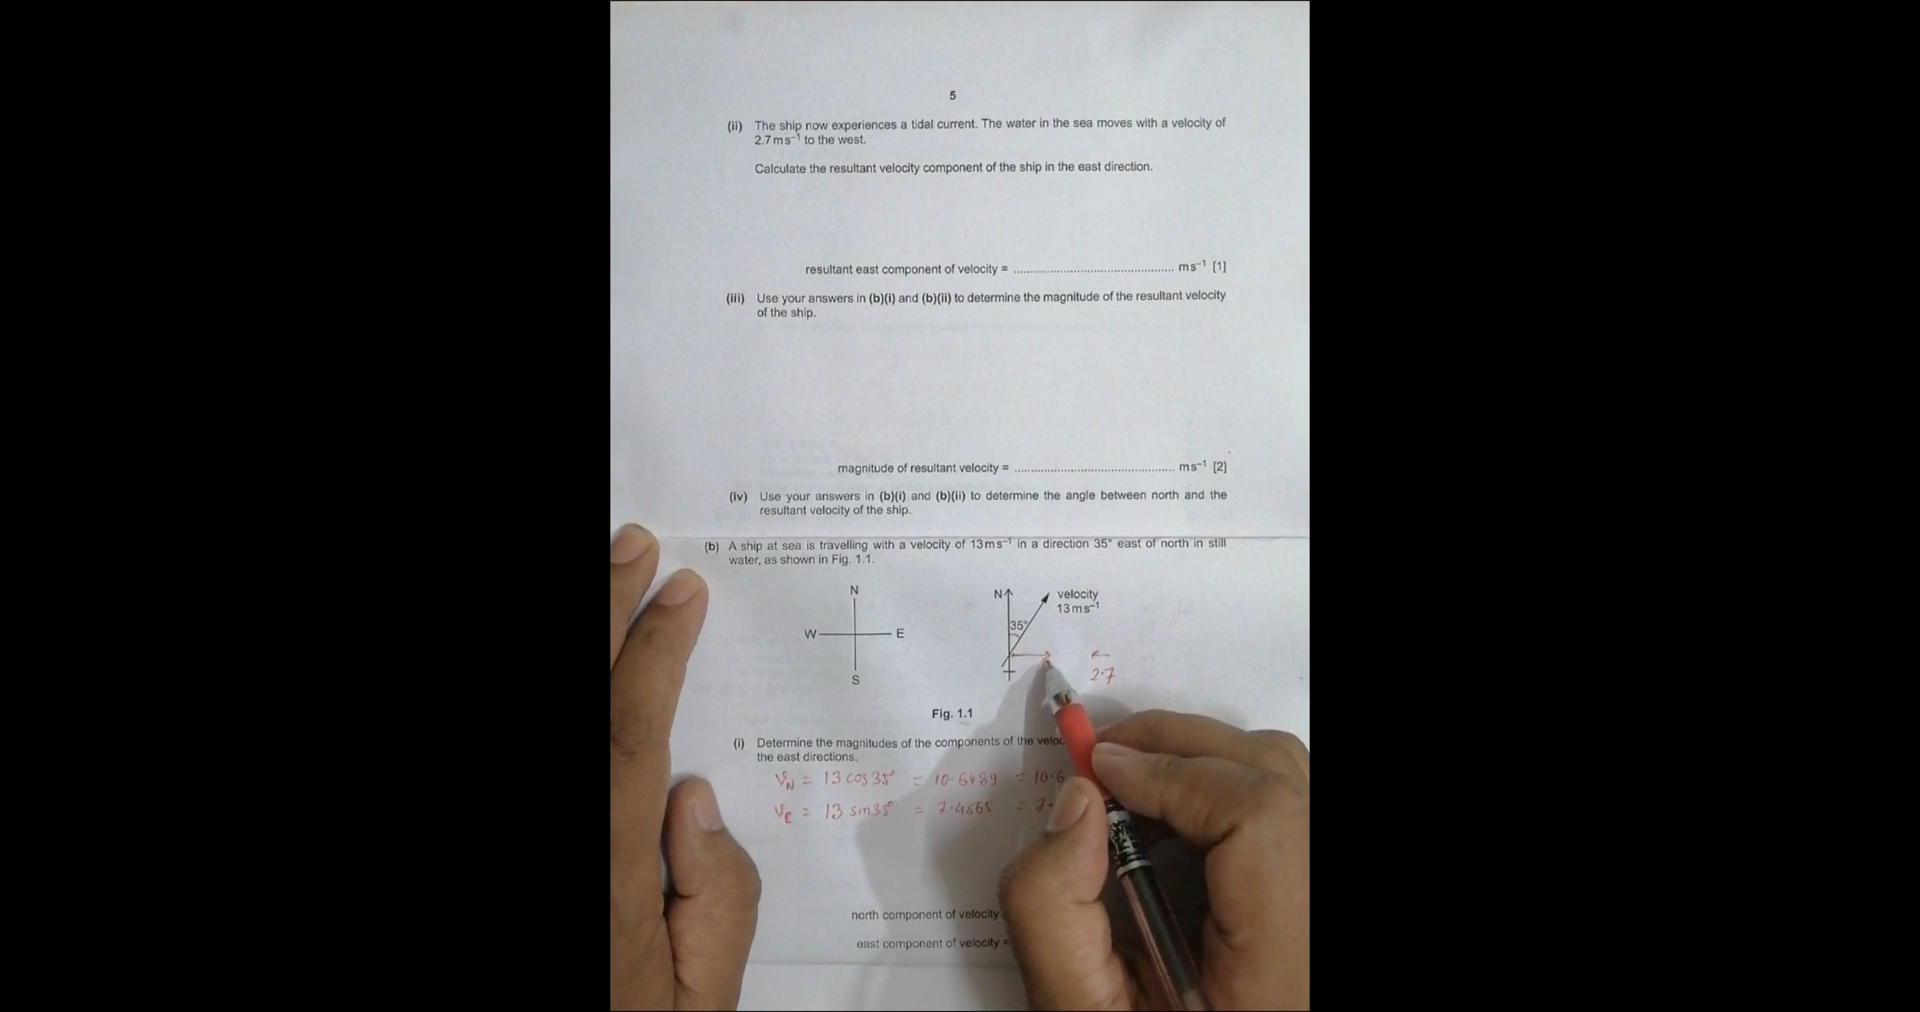 5
(ii) The ship now experiences a tidal current. The water in the sea moves with a velocity of
2.7 m s⁻¹ to the west.
Calculate the resultant velocity component of the ship in the east direction.
resultant east component of velocity = ................................................ m s⁻¹ [1]
(iii) Use your answers in (b)(i) and (b)(ii) to determine the magnitude of the resultant velocity
of the ship.
magnitude of resultant velocity = ................................................ m s⁻¹ [2]
(iv) Use your answers in (b)(i) and (b)(ii) to determine the angle between north and the
resultant velocity of the ship.
(b) A ship at sea is travelling with a velocity of 13 m s⁻¹ in a direction 35° east of north in still
water, as shown in Fig. 1.1.
N
W E
S
N
velocity
13 m s⁻¹
35°
2.7
Fig. 1.1
(i) Determine the magnitudes of the components of the
the east directions.
V_N = 13 cos 35° = 10.6489 = 10.6
V_E = 13 sin 35° = 7.4565 = 7.
north component of velocity
east component of velocity =